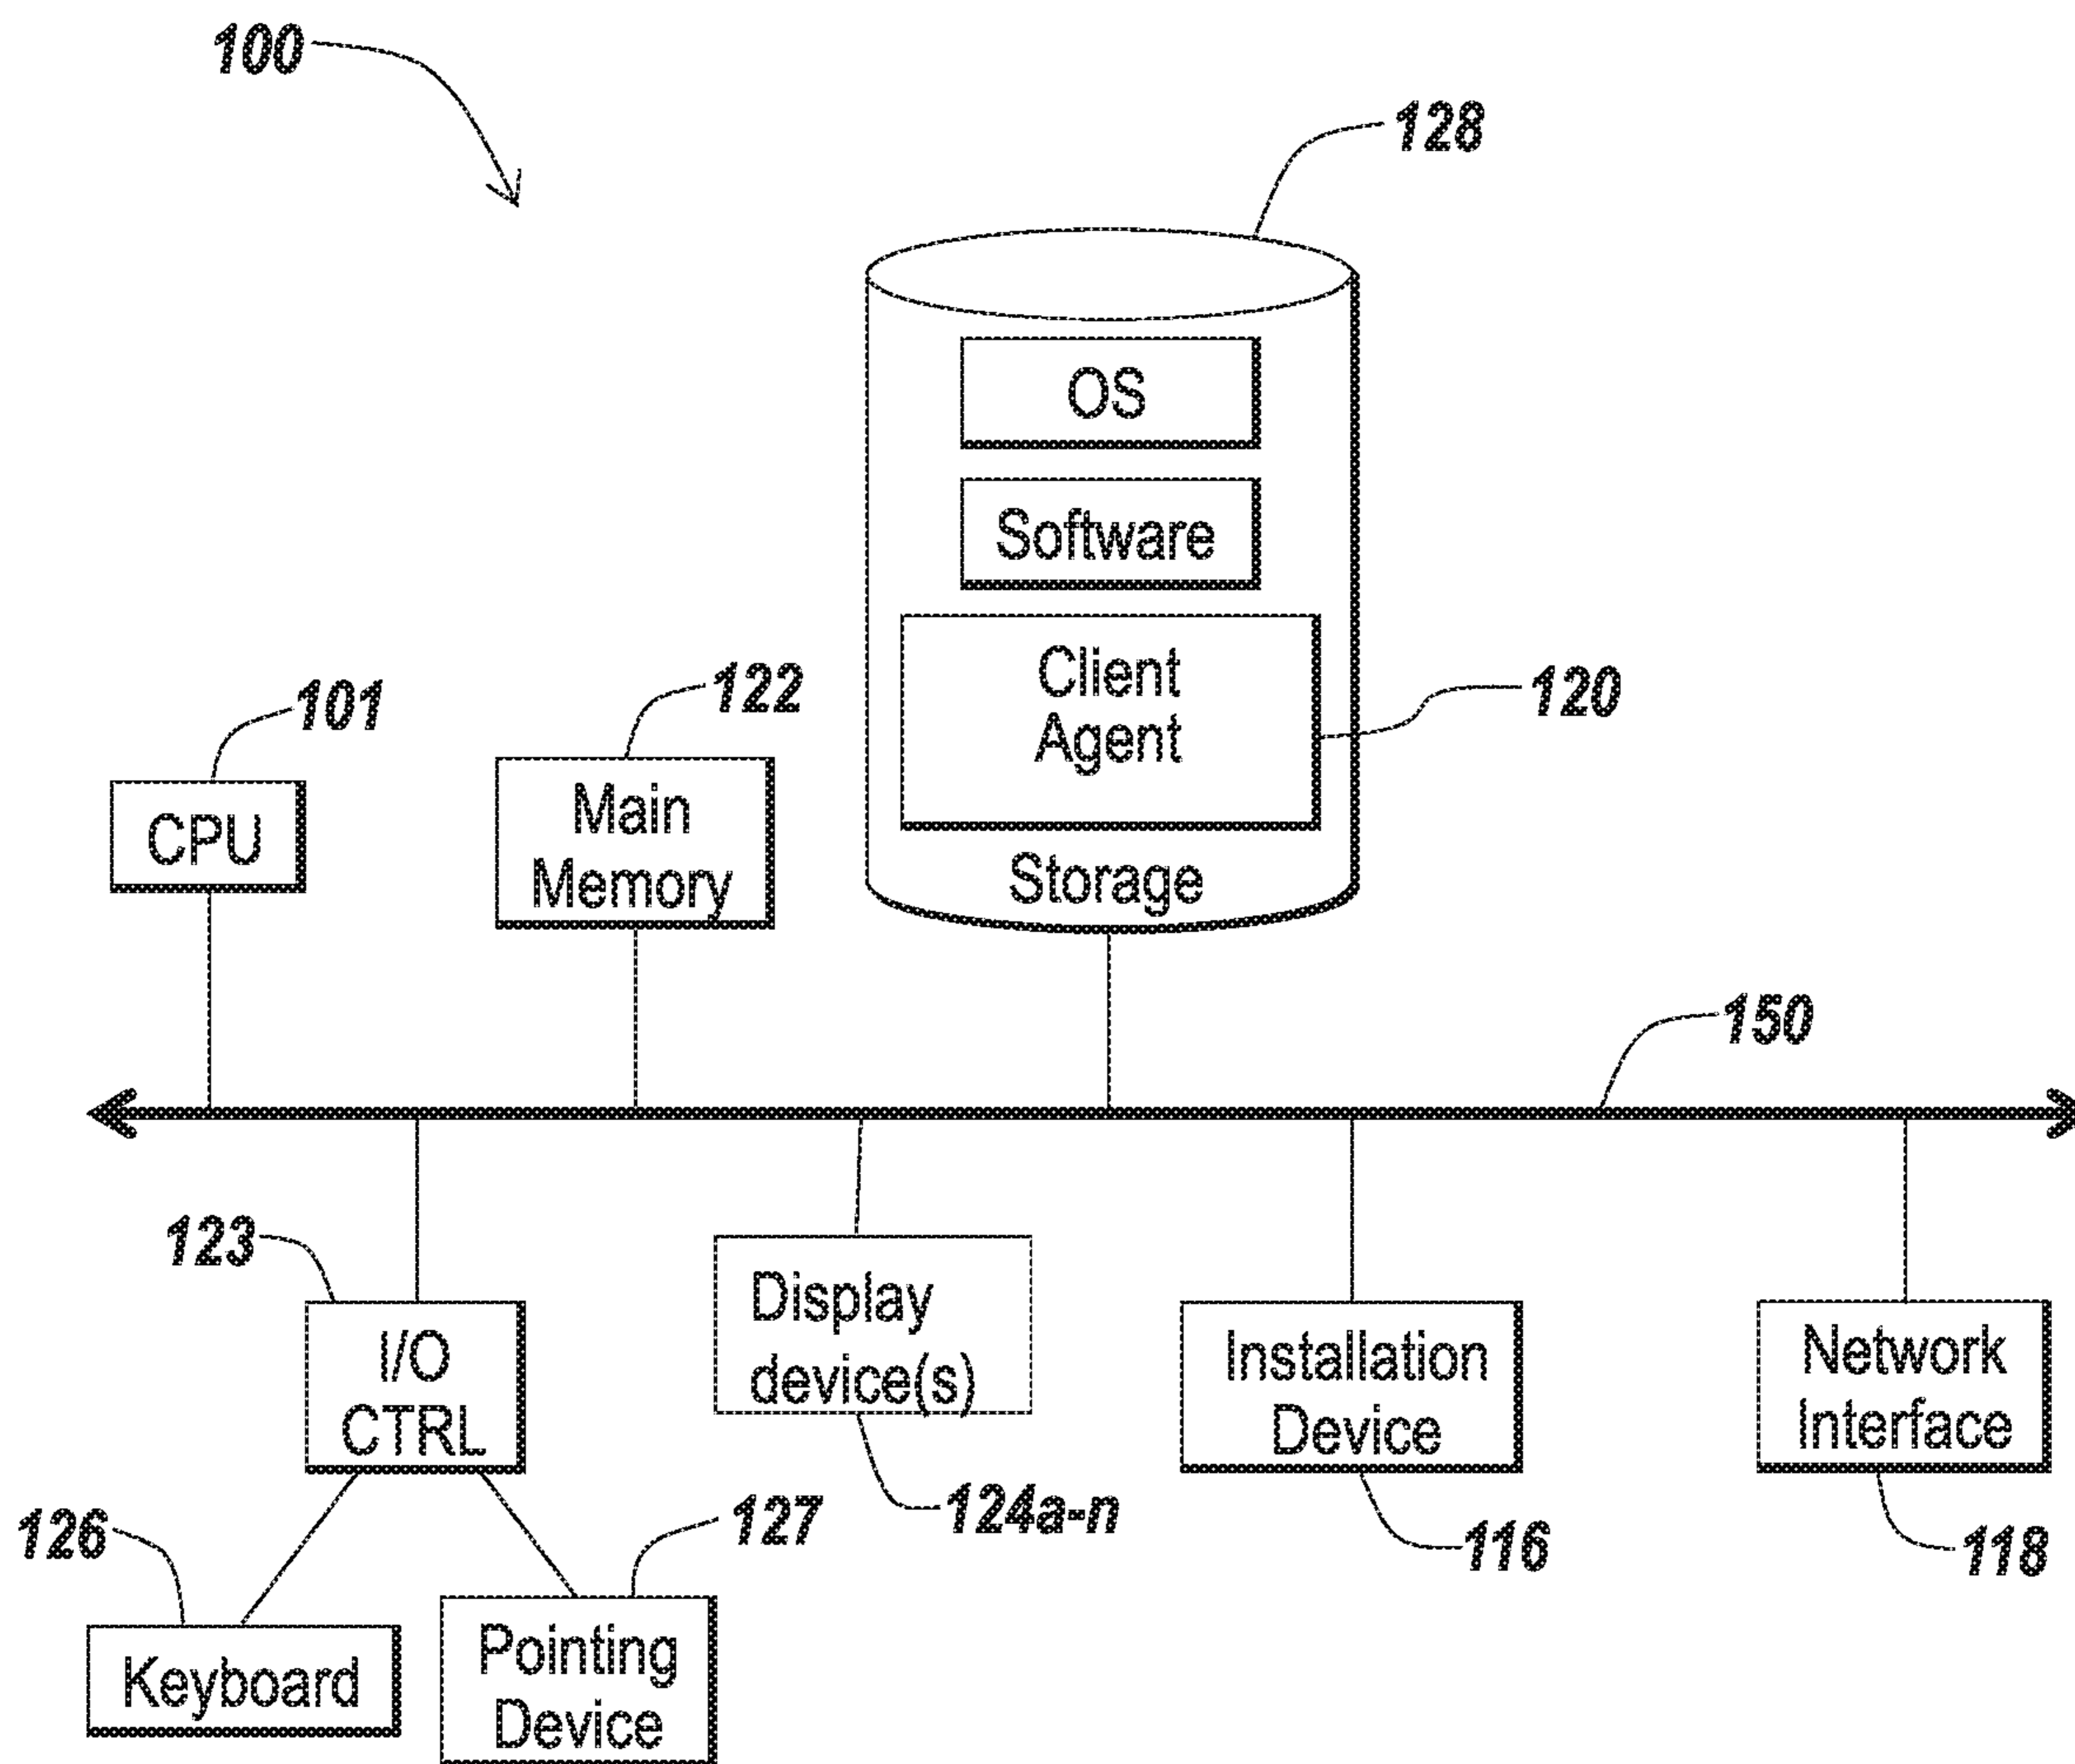 100
128
OS
Software
Client
Agent
120
Storage
101
CPU
122
Main
Memory
150
123
I/O
CTRL
Display
device(s)
124a-n
Installation
Device
116
Network
Interface
118
126
Keyboard
127
Pointing
Device